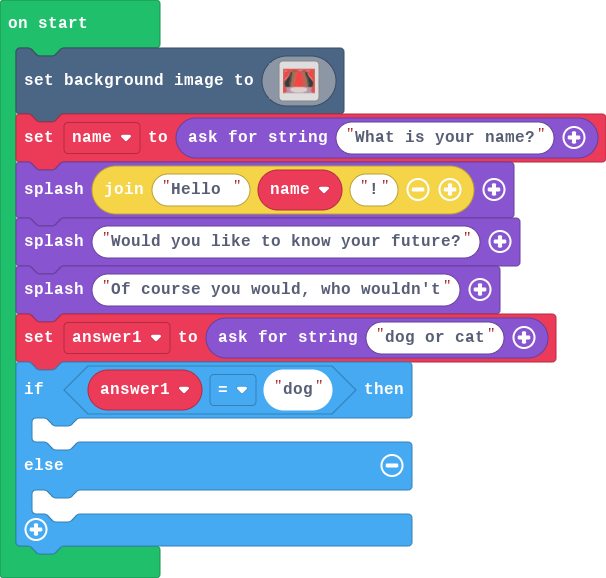 on start
set background image to
set name to ask for string "What is your name?"
splash join "Hello " name "!"
splash "Would you like to know your future?"
splash "Of course you would, who wouldn't"
set answer1 to ask for string "dog or cat"
if answer1 = "dog" then
else